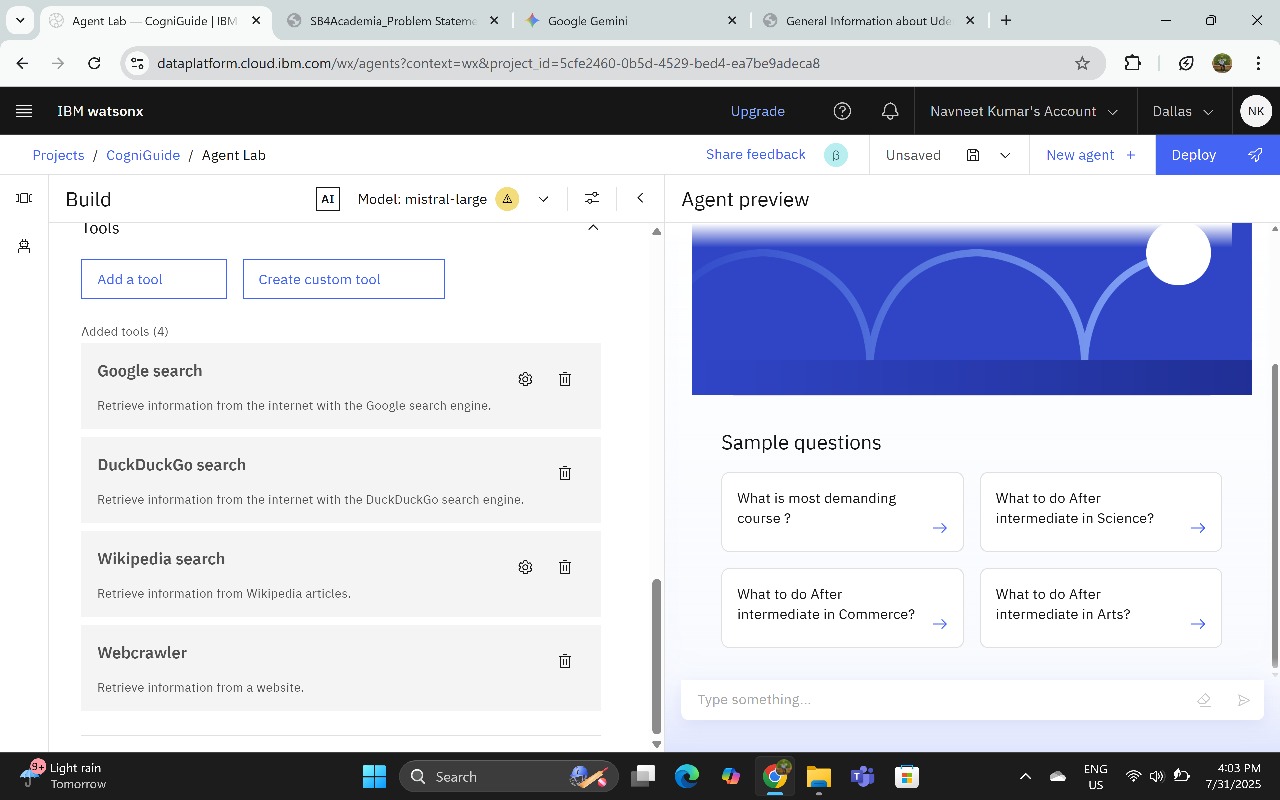 Agent Lab — CogniGuide | IBM
SB4Academia_Problem Stateme
Google Gemini
General Information about Ude
dataplatform.cloud.ibm.com/wx/agents?context=wx&project_id=5cfe2460-0b5d-4529-bed4-ea7be9adeca8
IBM watsonx
Upgrade
Navneet Kumar's Account
Dallas
NK
Projects / CogniGuide / Agent Lab
Share feedback
β
Unsaved
New agent +
Deploy
Build
AI
Model: mistral-large
Agent preview
Tools
Add a tool
Create custom tool
Added tools (4)
Google search
Retrieve information from the internet with the Google search engine.
DuckDuckGo search
Retrieve information from the internet with the DuckDuckGo search engine.
Wikipedia search
Retrieve information from Wikipedia articles.
Webcrawler
Retrieve information from a website.
Sample questions
What is most demanding
course ?
What to do After
intermediate in Science?
What to do After
intermediate in Commerce?
What to do After
intermediate in Arts?
Type something...
9+
Light rain
Tomorrow
Search
ENG
US
4:03 PM
7/31/2025